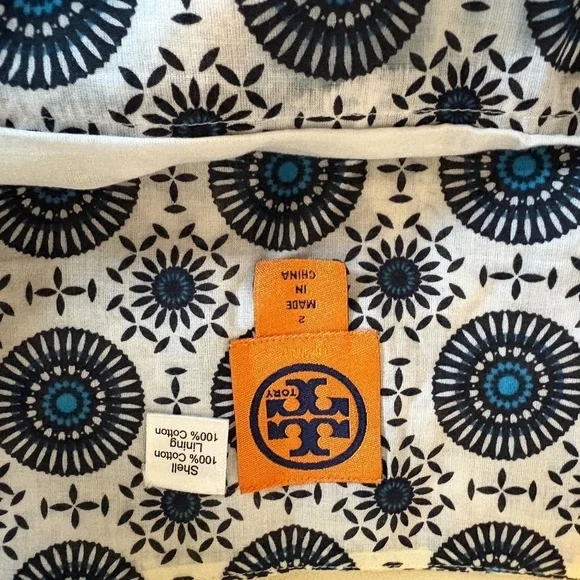 TORY
2
MADE
IN
CHINA
Shell
100% Cotton
Lining
100% Cotton